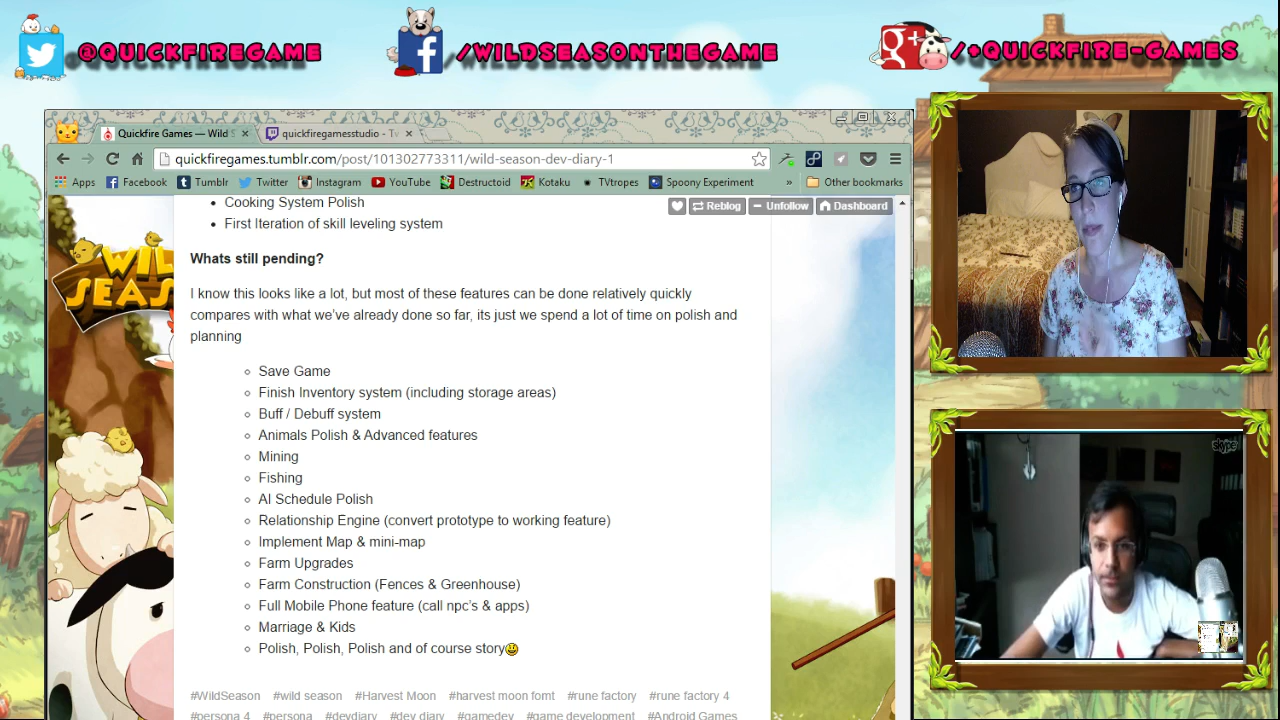 @QUICKFIREGAME
/WILDSEASONTHEGAME
/+QUICKFIRE-GAMES
Quickfire Games — Wild S
quickfiregamesstudio - Tv
quickfiregames.tumblr.com/post/101302773311/wild-season-dev-diary-1
Apps Facebook Tumblr Twitter Instagram YouTube Destructoid Kotaku TVtropes Spoony Experiment » Other bookmarks
Reblog Unfollow Dashboard
• Cooking System Polish
• First Iteration of skill leveling system
Whats still pending?
I know this looks like a lot, but most of these features can be done relatively quickly
compares with what we've already done so far, its just we spend a lot of time on polish and
planning
Save Game
Finish Inventory system (including storage areas)
Buff / Debuff system
Animals Polish & Advanced features
Mining
Fishing
AI Schedule Polish
Relationship Engine (convert prototype to working feature)
Implement Map & mini-map
Farm Upgrades
Farm Construction (Fences & Greenhouse)
Full Mobile Phone feature (call npc's & apps)
Marriage & Kids
Polish, Polish, Polish and of course story
#WildSeason #wild season #Harvest Moon #harvest moon fomt #rune factory #rune factory 4
#persona 4 #persona #devdiary #dev diary #gamedev #game development #Android Games
WIL
SEAS
skype